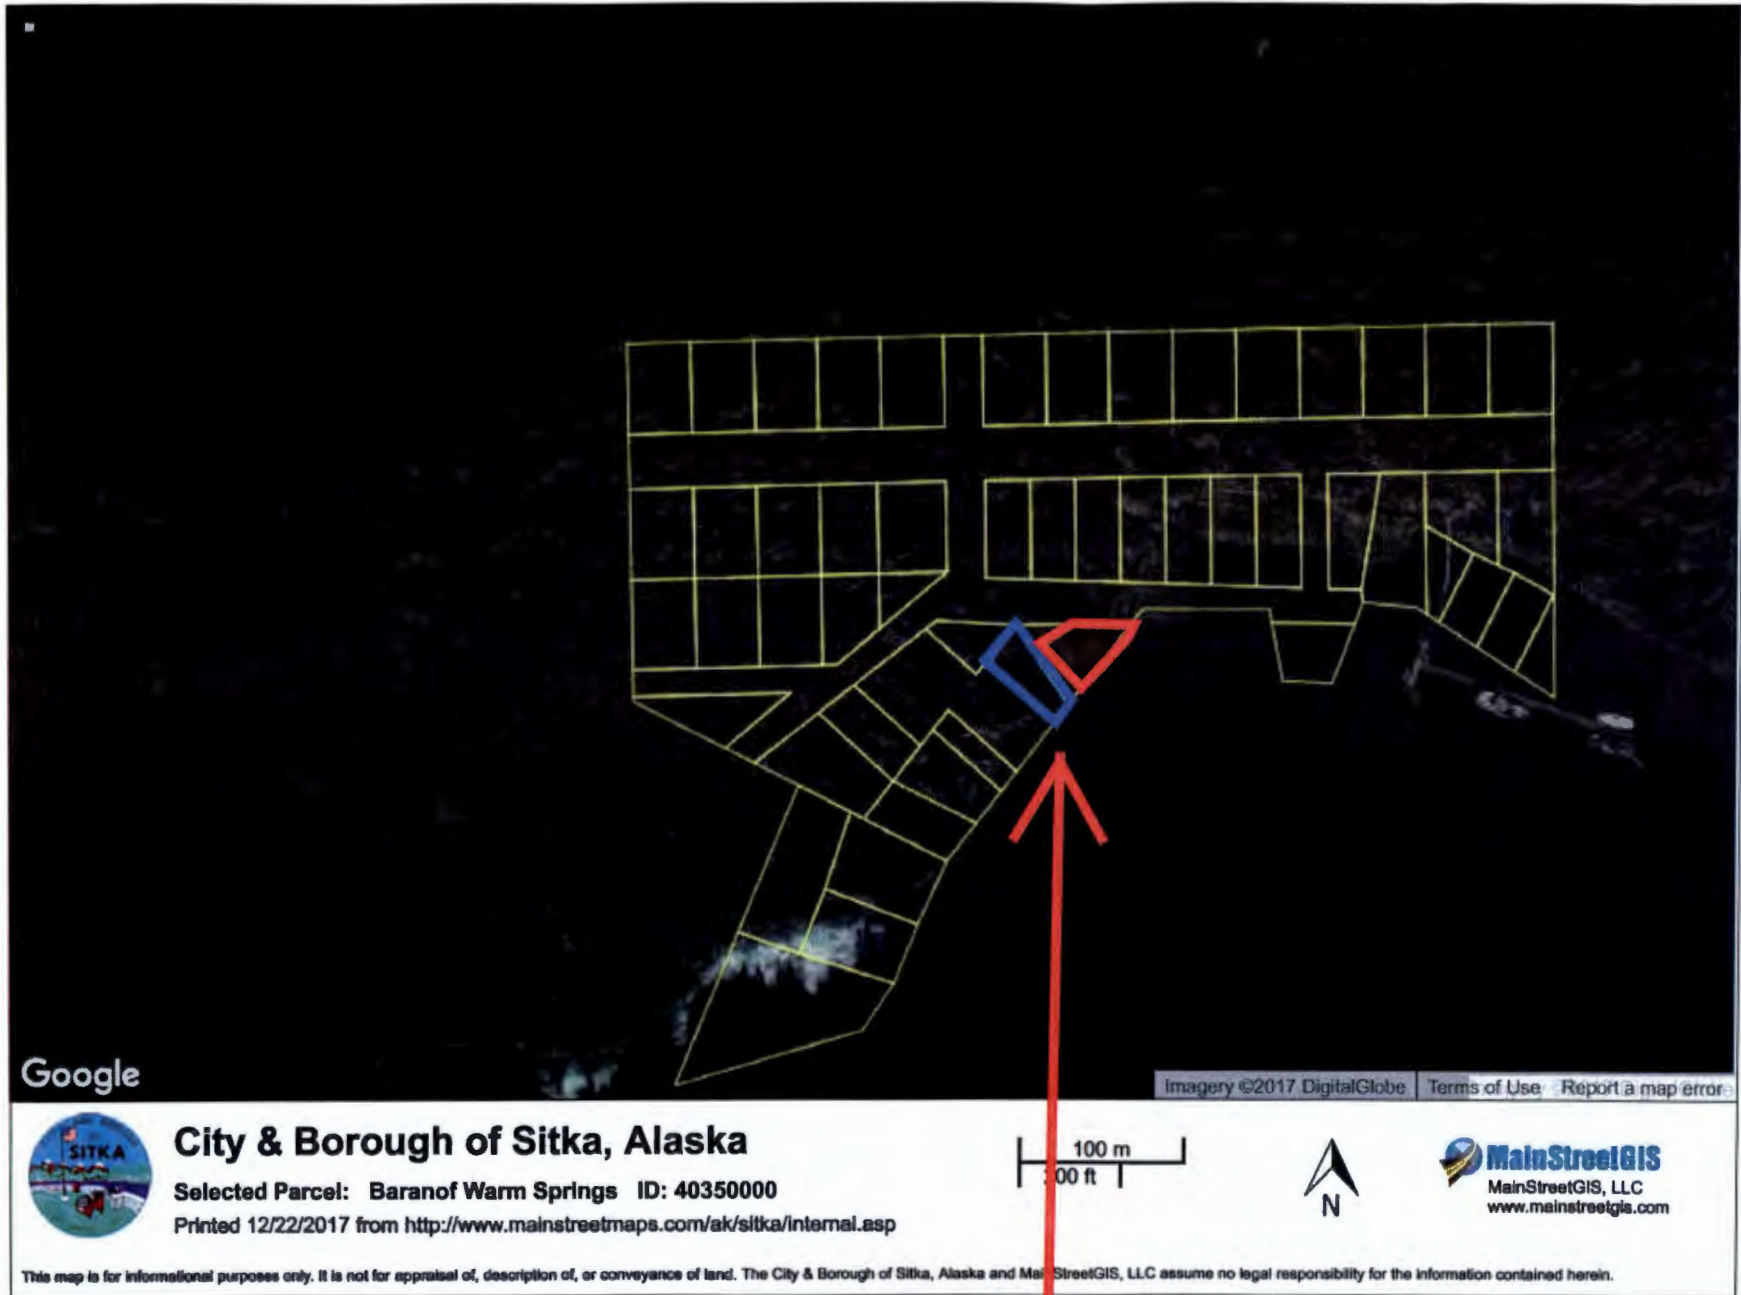 Google
Imagery ©2017 DigitalGlobe
Terms of Use
Report a map error
SITKA
City & Borough of Sitka, Alaska
Selected Parcel: Baranof Warm Springs ID: 40350000
Printed 12/22/2017 from http://www.mainstreetmaps.com/ak/sitka/internal.asp
100 m
00 ft
N
MainStreetGIS
MainStreetGIS, LLC
www.mainstreetgis.com
This map is for informational purposes only. It is not for appraisal of, description of, or conveyance of land. The City & Borough of Sitka, Alaska and Mai StreetGIS, LLC assume no legal responsibility for the information contained herein.